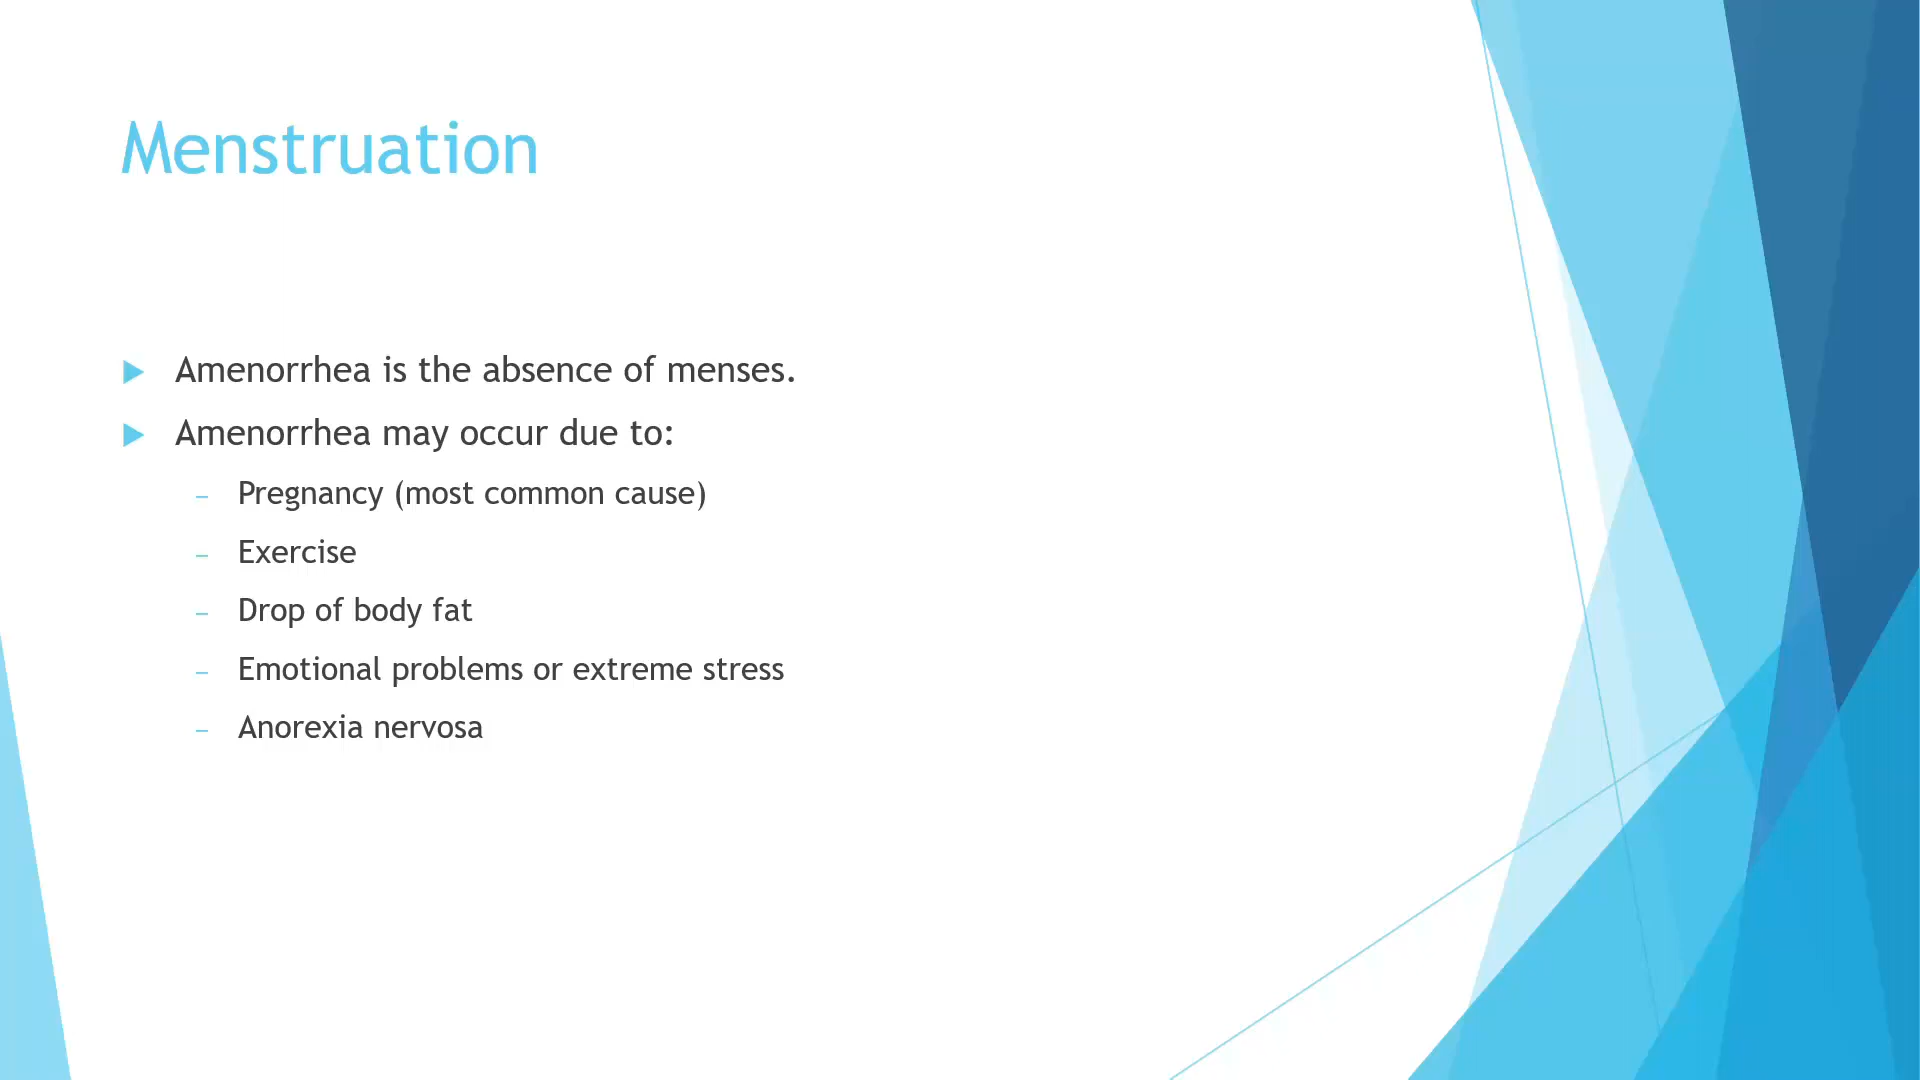 Menstruation
Amenorrhea is the absence of menses.
Amenorrhea may occur due to:
– Pregnancy (most common cause)
– Exercise
– Drop of body fat
– Emotional problems or extreme stress
– Anorexia nervosa